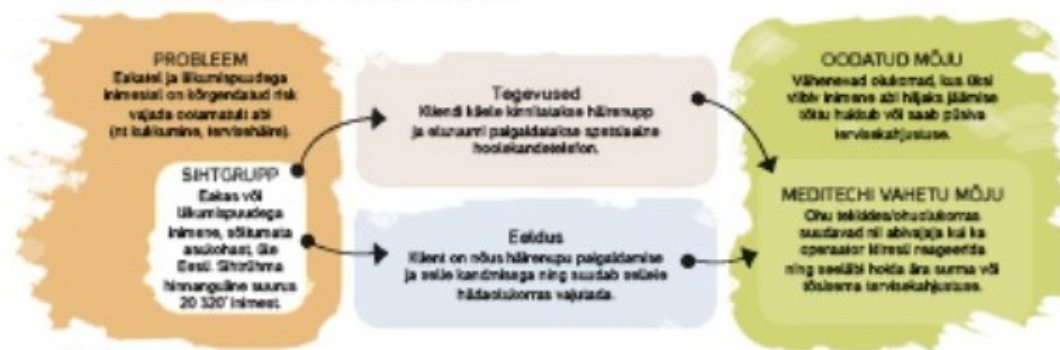 PROBLEEM
Eakatel ja liikumispuudega
inimestel on kõrgendatud risk
vajada ootamatult abi
(nt kukkumine, terviserike).
SIHTGRUPP
Eakas või
liikumispuudega
inimene, sõltumata
asukohast, üle
Eesti. Sihtrühma
hinnanguline suurus
20 320* inimest.
Tegevused
Kliendi käele kinnitatakse häirenupp
ja eluruumi paigaldatakse spetsiaalne
hoolekandetelefon.
Eeldus
Klient on nõus häirenupu paigaldamise
ja selle kandmisega ning suudab sellele
hädaolukorras vajutada.
OODATUD MÕJU
Vähenevad olukorrad, kus üksi
viibiv inimene abi hiljaks jäämise
tõttu hukkub või saab püsiva
tervisekahjustuse.
MEDITECHI VAHETU MÕJU
Ohu tekkides/ohuolukorras
suudavad nii abivajaja kui ka
operaator kiiresti reageerida
ning seeläbi hoida ära surma või
tõsisema tervisekahjustuse.